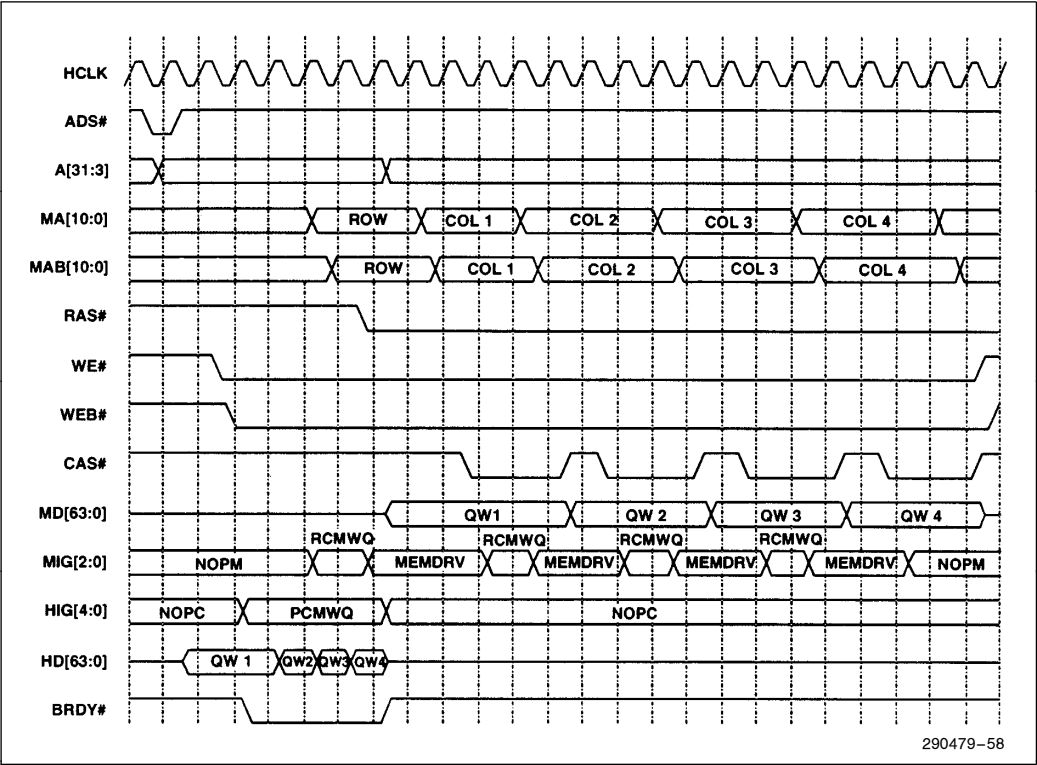 HCLK
ADS#
A[31:3]
MA[10:0] ROW COL 1 COL 2 COL 3 COL 4
MAB[10:0] ROW COL 1 COL 2 COL 3 COL 4
RAS#
WE#
WEB#
CAS#
MD[63:0] QW1 QW 2 QW 3 QW 4
RCMWQ RCMWQ RCMWQ RCMWQ
MIG[2:0] NOPM MEMDRV MEMDRV MEMDRV MEMDRV NOPM
HIG[4:0] NOPC PCMWQ NOPC
HD[63:0] QW 1 QW2 QW3 QW4
BRDY#
290479-58